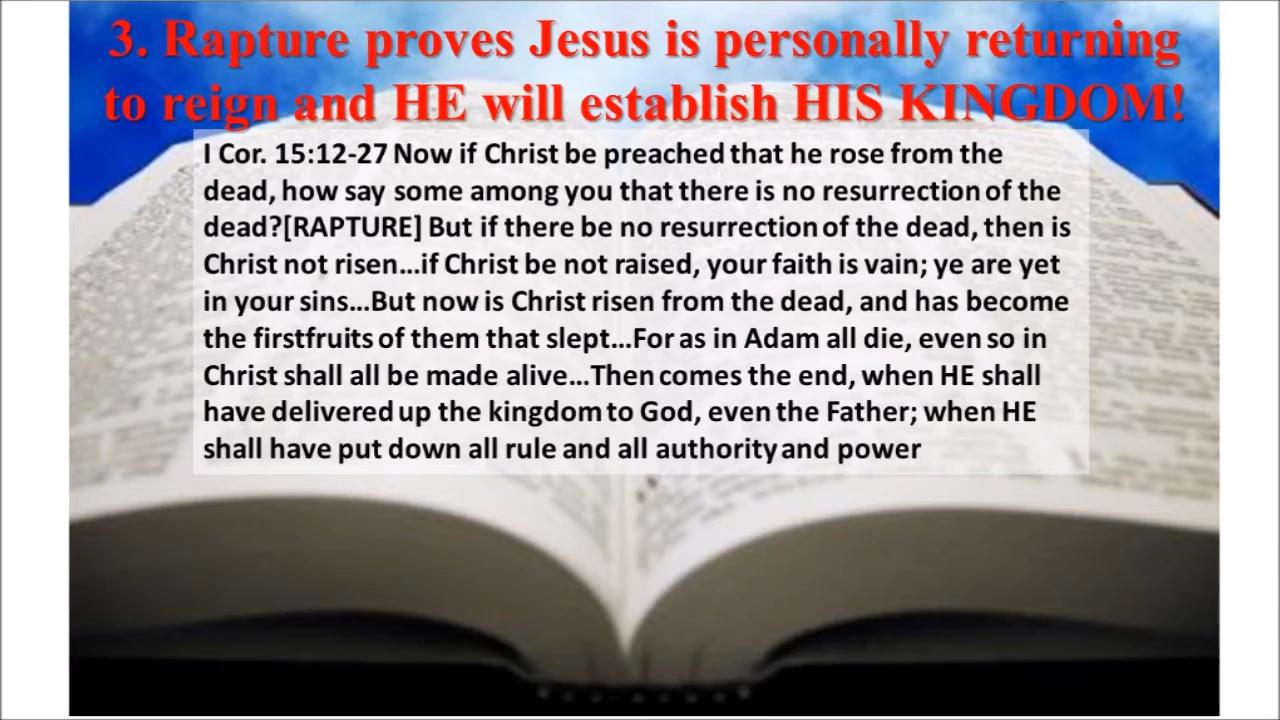 3. Rapture proves Jesus is personally returning
to reign and HE will establish HIS KINGDOM!
I Cor. 15:12-27 Now if Christ be preached that he rose from the
dead, how say some among you that there is no resurrection of the
dead?[RAPTURE] But if there be no resurrection of the dead, then is
Christ not risen…if Christ be not raised, your faith is vain; ye are yet
in your sins…But now is Christ risen from the dead, and has become
the firstfruits of them that slept…For as in Adam all die, even so in
Christ shall all be made alive…Then comes the end, when HE shall
have delivered up the kingdom to God, even the Father; when HE
shall have put down all rule and all authority and power